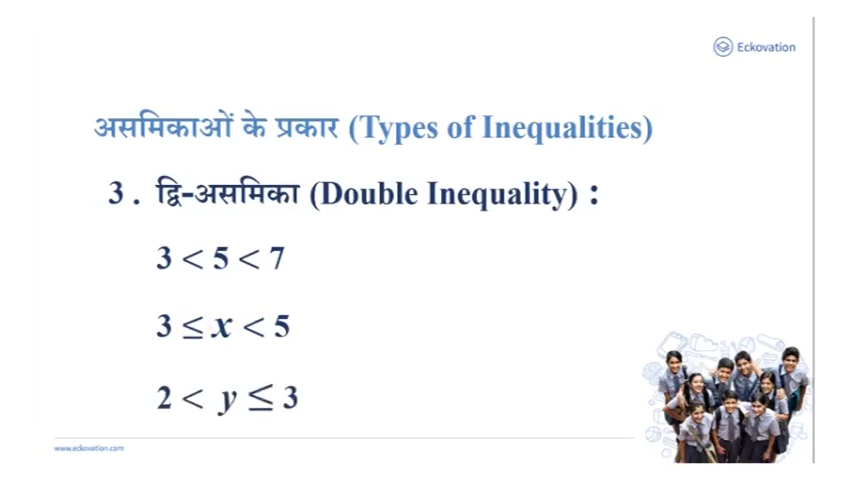 Eckovation
असमिकाओं के प्रकार (Types of Inequalities)
3 . द्वि-असमिका (Double Inequality) :
3 < 5 < 7
3 ≤ x < 5
2 < y ≤ 3
www.eckovation.com